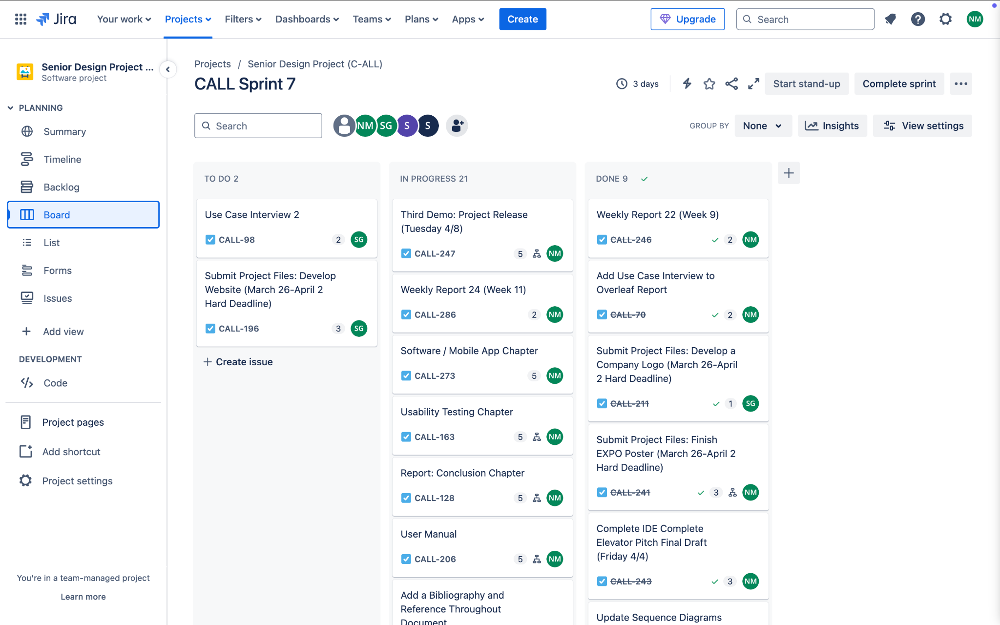 Jira
Your work
Projects
Filters
Dashboards
Teams
Plans
Apps
Create
Upgrade
Search
?
NM
Senior Design Project ...
Software project
PLANNING
Summary
Timeline
Backlog
Board
List
Forms
Issues
Add view
DEVELOPMENT
Code
Project pages
Add shortcut
Project settings
You're in a team-managed project
Learn more
Projects / Senior Design Project (C-ALL)
CALL Sprint 7
3 days
Start stand-up
Complete sprint
Search
NM
SG
S
S
GROUP BY
None
Insights
View settings
TO DO 2
Use Case Interview 2
CALL-98
2
SG
Submit Project Files: Develop
Website (March 26-April 2
Hard Deadline)
CALL-196
3
SG
+ Create issue
IN PROGRESS 21
Third Demo: Project Release
(Tuesday 4/8)
CALL-247
5
NM
Weekly Report 24 (Week 11)
CALL-286
2
NM
Software / Mobile App Chapter
CALL-273
5
NM
Usability Testing Chapter
CALL-163
5
NM
Report: Conclusion Chapter
CALL-128
5
NM
User Manual
CALL-206
5
NM
Add a Bibliography and
Reference Throughout
Document
DONE 9
Weekly Report 22 (Week 9)
CALL-246
2
NM
Add Use Case Interview to
Overleaf Report
CALL-70
2
NM
Submit Project Files: Develop a
Company Logo (March 26-April
2 Hard Deadline)
CALL-211
1
SG
Submit Project Files: Finish
EXPO Poster (March 26-April 2
Hard Deadline)
CALL-241
3
NM
Complete IDE Complete
Elevator Pitch Final Draft
(Friday 4/4)
CALL-243
3
NM
Update Sequence Diagrams